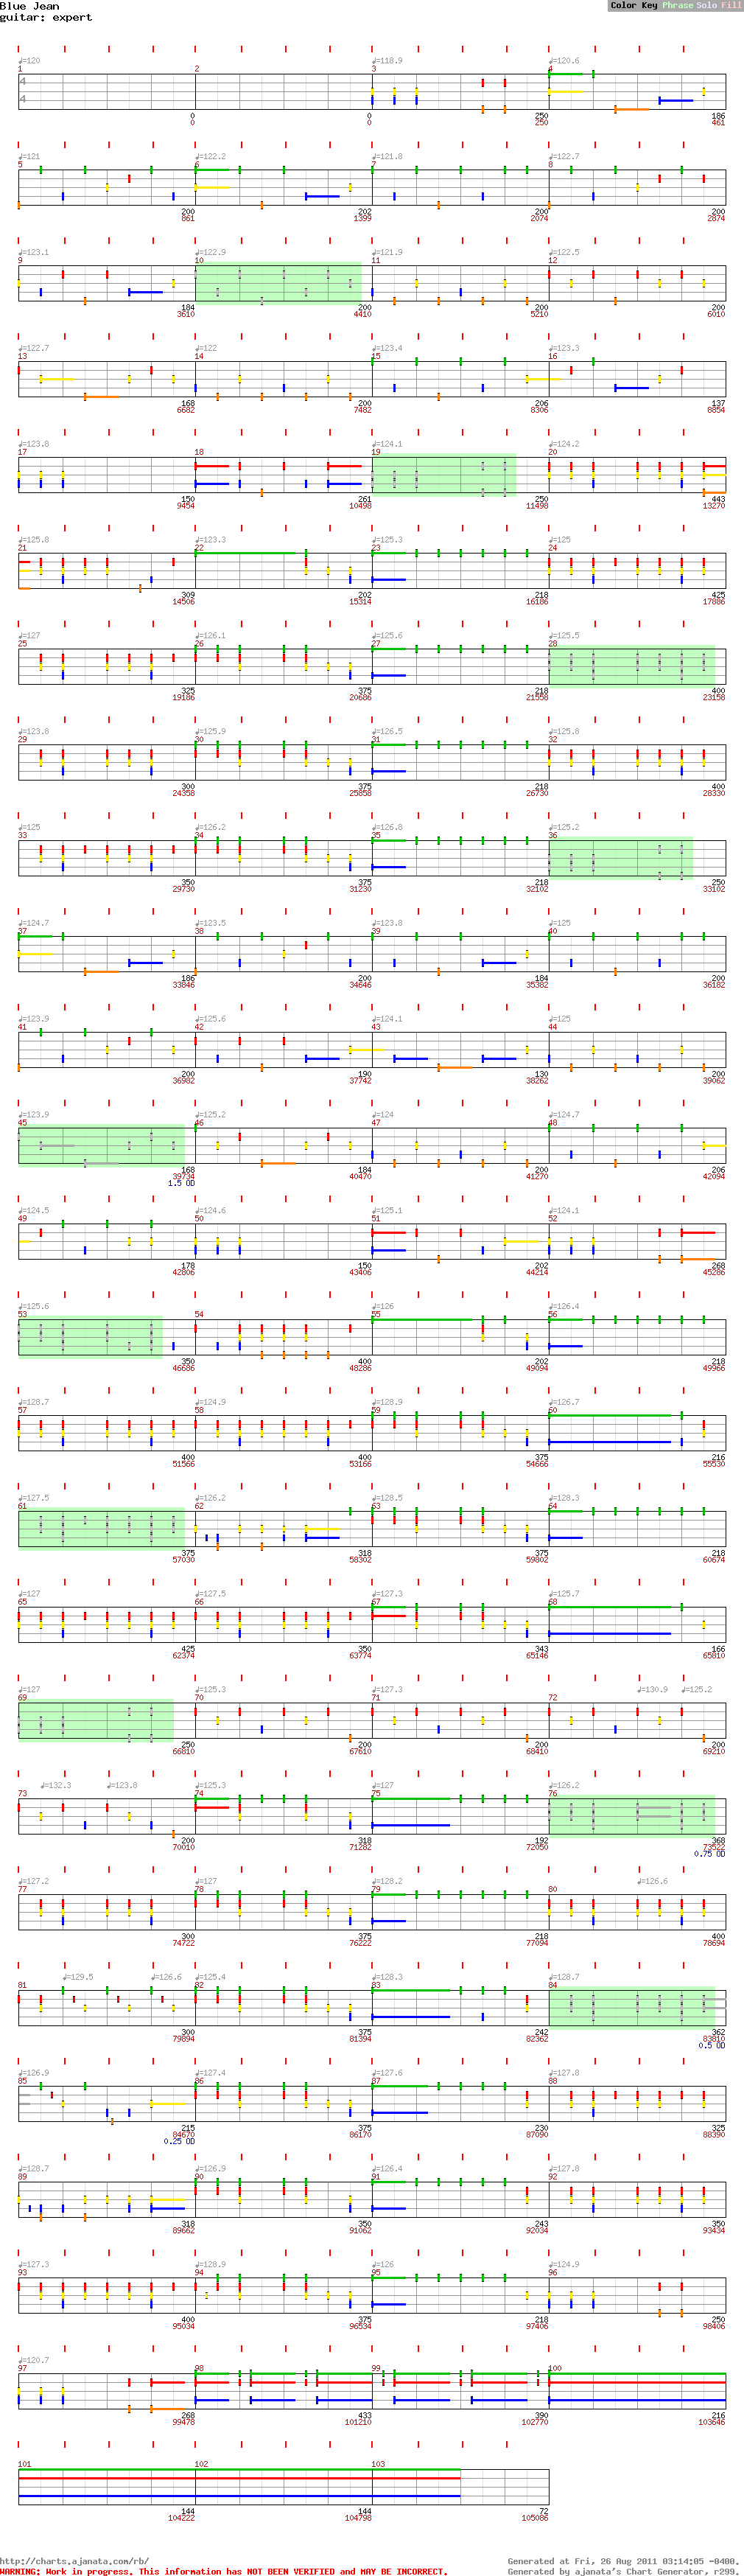 Blue Jean
Color Key Phrase Solo Fill
guitar: expert
♩=120 ♩=118.9 ♩=120.6
1 2 3 4
4
4
0 0 250 186
0 0 250 461
♩=121 ♩=122.2 ♩=121.8 ♩=122.7
5 6 7 8
200 202 200 200
861 1399 2074 2874
♩=123.1 ♩=122.9 ♩=121.9 ♩=122.5
9 10 11 12
184 200 200 200
3610 4410 5210 6010
♩=122.7 ♩=122 ♩=123.4 ♩=123.3
13 14 15 16
168 200 206 137
6682 7482 8306 8854
♩=123.8 ♩=124.1 ♩=124.2
17 18 19 20
150 261 250 443
9454 10498 11498 13270
♩=125.8 ♩=123.3 ♩=125.3 ♩=125
21 22 23 24
309 202 218 425
14506 15314 16186 17886
♩=127 ♩=126.1 ♩=125.6 ♩=125.5
25 26 27 28
325 375 218 400
19186 20686 21558 23158
♩=123.8 ♩=125.9 ♩=126.5 ♩=125.8
29 30 31 32
300 375 218 400
24358 25858 26730 28330
♩=125 ♩=126.2 ♩=126.8 ♩=125.2
33 34 35 36
350 375 218 250
29730 31230 32102 33102
♩=124.7 ♩=123.5 ♩=123.8 ♩=125
37 38 39 40
186 200 184 200
33846 34646 35382 36182
♩=123.9 ♩=125.6 ♩=124.1 ♩=125
41 42 43 44
200 190 130 200
36982 37742 38262 39062
♩=123.9 ♩=125.2 ♩=124 ♩=124.7
45 46 47 48
168 184 200 206
39734 40470 41270 42094
1.5 OD
♩=124.5 ♩=124.6 ♩=125.1 ♩=124.1
49 50 51 52
178 150 202 268
42806 43406 44214 45286
♩=125.6 ♩=126 ♩=126.4
53 54 55 56
350 400 202 218
46686 48286 49094 49966
♩=128.7 ♩=124.9 ♩=128.9 ♩=126.7
57 58 59 60
400 400 375 216
51566 53166 54666 55530
♩=127.5 ♩=126.2 ♩=128.5 ♩=128.3
61 62 63 64
375 318 375 218
57030 58302 59802 60674
♩=127 ♩=127.5 ♩=127.3 ♩=125.7
65 66 67 68
425 350 343 166
62374 63774 65146 65810
♩=127 ♩=125.3 ♩=127.3 ♩=130.9 ♩=125.2
69 70 71 72
250 200 200 200
66810 67610 68410 69210
♩=132.3 ♩=123.8 ♩=125.3 ♩=127 ♩=126.2
73 74 75 76
200 318 192 368
70010 71282 72050 73522
0.75 OD
♩=127.2 ♩=127 ♩=128.2 ♩=126.6
77 78 79 80
300 375 218 400
74722 76222 77094 78694
♩=129.5 ♩=126.6 ♩=125.4 ♩=128.3 ♩=128.7
81 82 83 84
300 375 242 362
79894 81394 82362 83810
0.5 OD
♩=126.9 ♩=127.4 ♩=127.6 ♩=127.8
85 86 87 88
215 375 230 325
84670 86170 87090 88390
0.25 OD
♩=128.7 ♩=126.9 ♩=126.4 ♩=127.8
89 90 91 92
318 350 243 350
89662 91062 92034 93434
♩=127.3 ♩=128.9 ♩=126 ♩=124.9
93 94 95 96
400 375 218 250
95034 96534 97406 98406
♩=120.7
97 98 99 100
268 433 390 216
99478 101210 102770 103646
101 102 103
144 144 72
104222 104798 105086
http://charts.ajanata.com/rb/
Generated at Fri, 26 Aug 2011 03:14:05 -0400.
WARNING: Work in progress. This information has NOT BEEN VERIFIED and MAY BE INCORRECT.
Generated by ajanata's Chart Generator, r299.